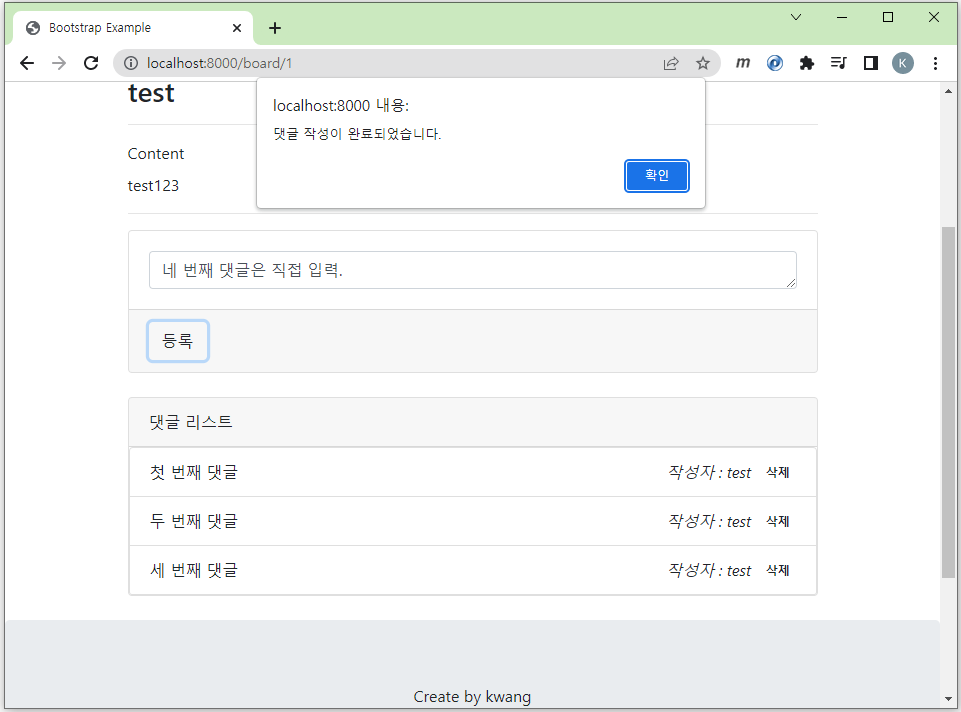 Bootstrap Example
localhost:8000/board/1
m
K
test
localhost:8000 내용:
댓글 작성이 완료되었습니다.
확인
Content
test123
네 번째 댓글은 직접 입력.
등록
댓글 리스트
첫 번째 댓글 작성자 : test 삭제
두 번째 댓글 작성자 : test 삭제
세 번째 댓글 작성자 : test 삭제
Create by kwang